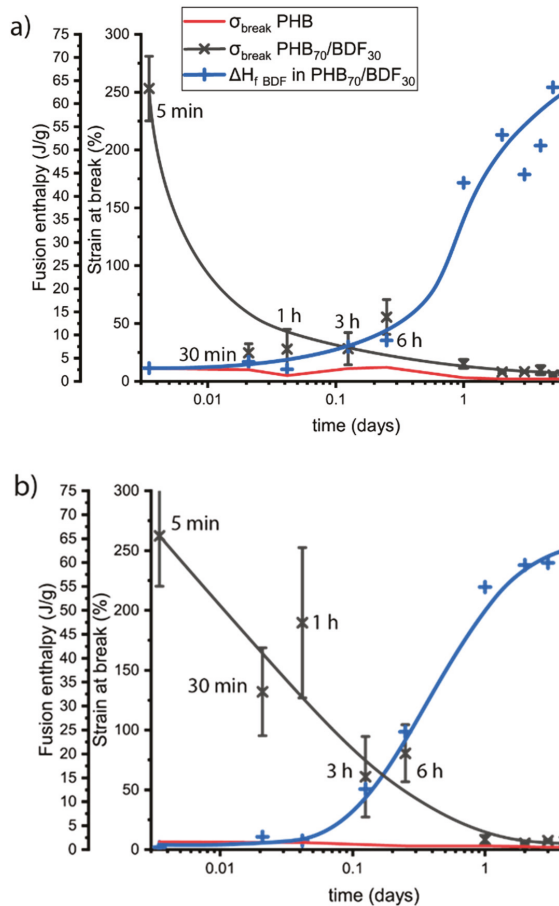 a)
σbreak PHB
σbreak PHB70/BDF30
ΔHf BDF in PHB70/BDF30
Fusion enthalpy (J/g)
75
70
65
60
55
50
45
40
35
30
25
20
15
10
5
0
Strain at break (%)
300
250
200
150
100
50
0
5 min
30 min
1 h
3 h
6 h
0.01
0.1
1
time (days)
b)
Fusion enthalpy (J/g)
75
70
65
60
55
50
45
40
35
30
25
20
15
10
5
0
Strain at break (%)
300
250
200
150
100
50
0
5 min
30 min
1 h
3 h
6 h
0.01
0.1
1
time (days)